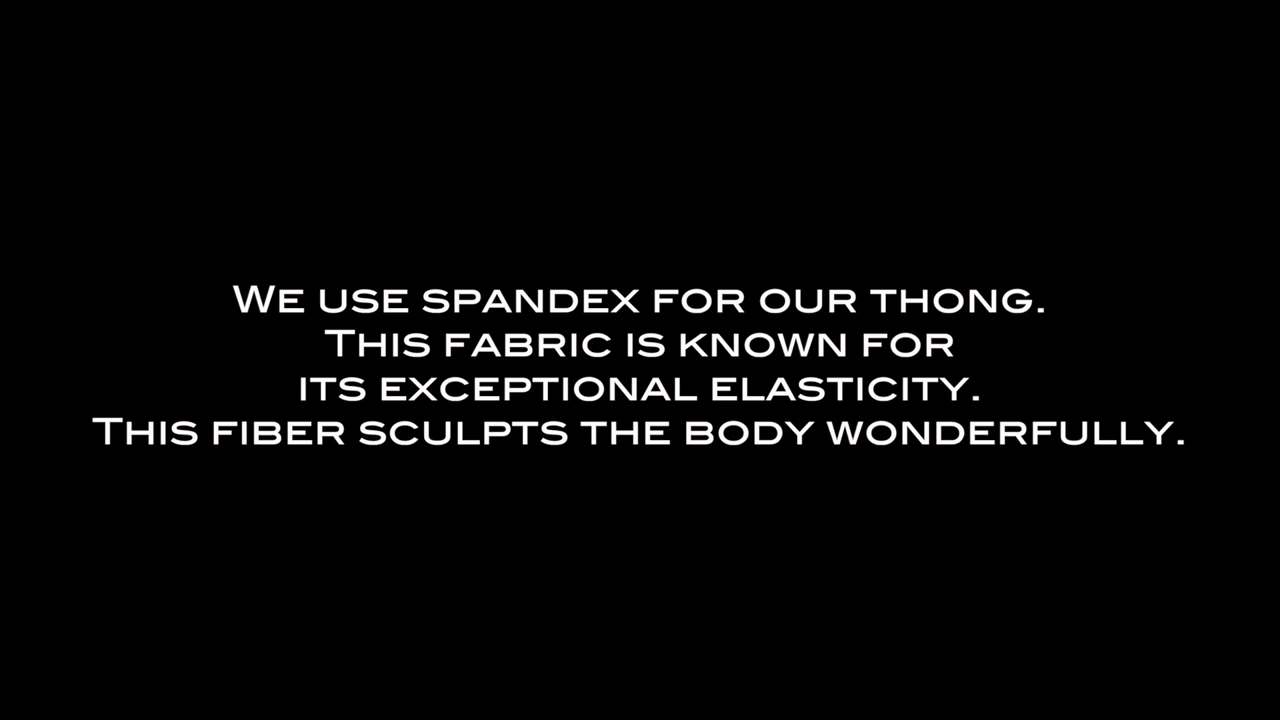 We use spandex for our thong.
This fabric is known for
its exceptional elasticity.
This fiber sculpts the body wonderfully.